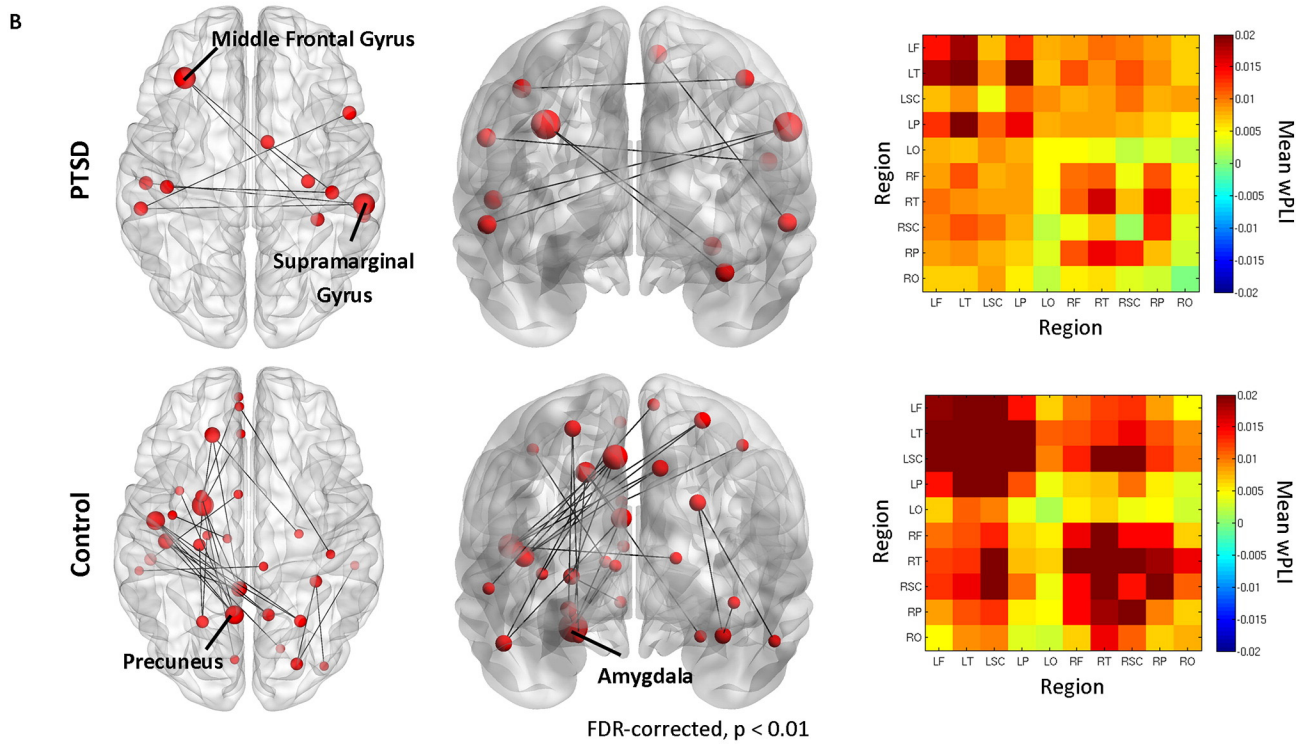 B
PTSD
Middle Frontal Gyrus
Supramarginal
Gyrus
Region
LF
LT
LSC
LP
LO
RF
RT
RSC
RP
RO
LF LT LSC LP LO RF RT RSC RP RO
Region
0.02
0.015
0.01
0.005
0
-0.005
-0.01
-0.015
-0.02
Mean wPLI
Control
Precuneus
Amygdala
Region
LF
LT
LSC
LP
LO
RF
RT
RSC
RP
RO
LF LT LSC LP LO RF RT RSC RP RO
Region
0.02
0.015
0.01
0.005
0
-0.005
-0.01
-0.015
-0.02
Mean wPLI
FDR-corrected, p < 0.01